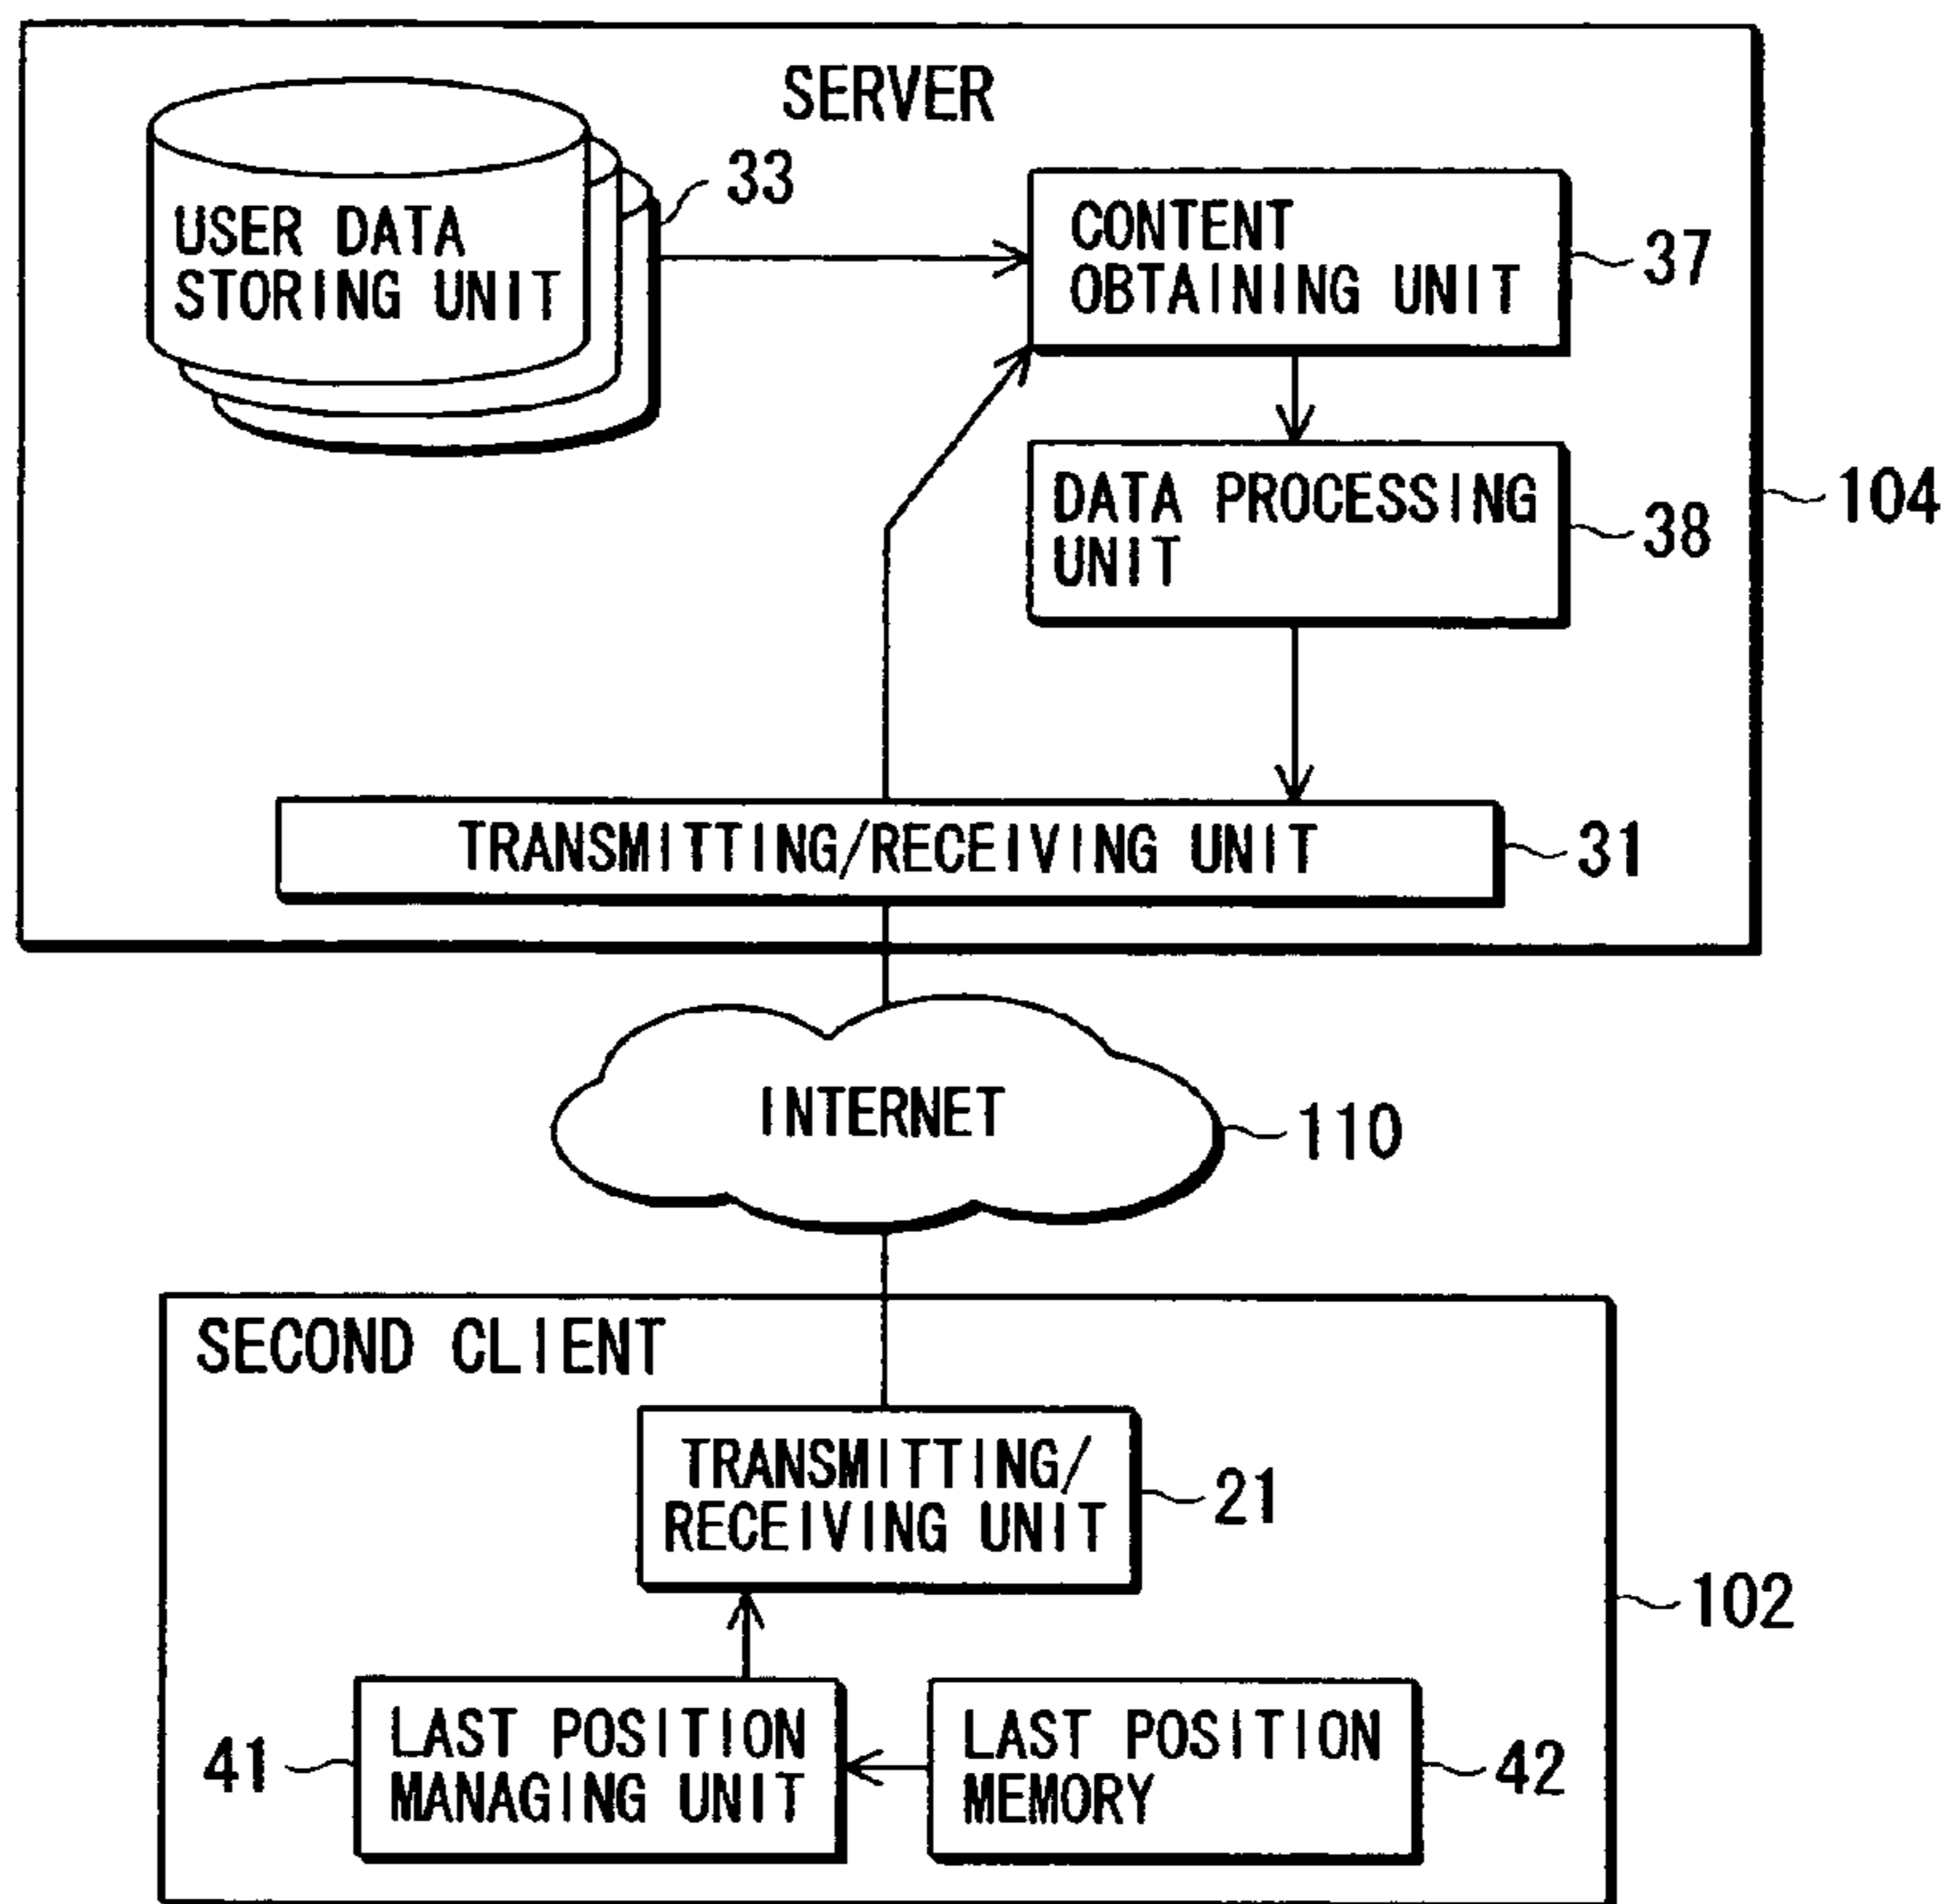 SERVER
33
USER DATA
STORING UNIT
CONTENT
OBTAINING UNIT
37
DATA PROCESSING
UNIT
38
104
TRANSMITTING/RECEIVING UNIT
31
INTERNET
110
SECOND CLIENT
TRANSMITTING/
RECEIVING UNIT
21
102
41
LAST POSITION
MANAGING UNIT
LAST POSITION
MEMORY
42